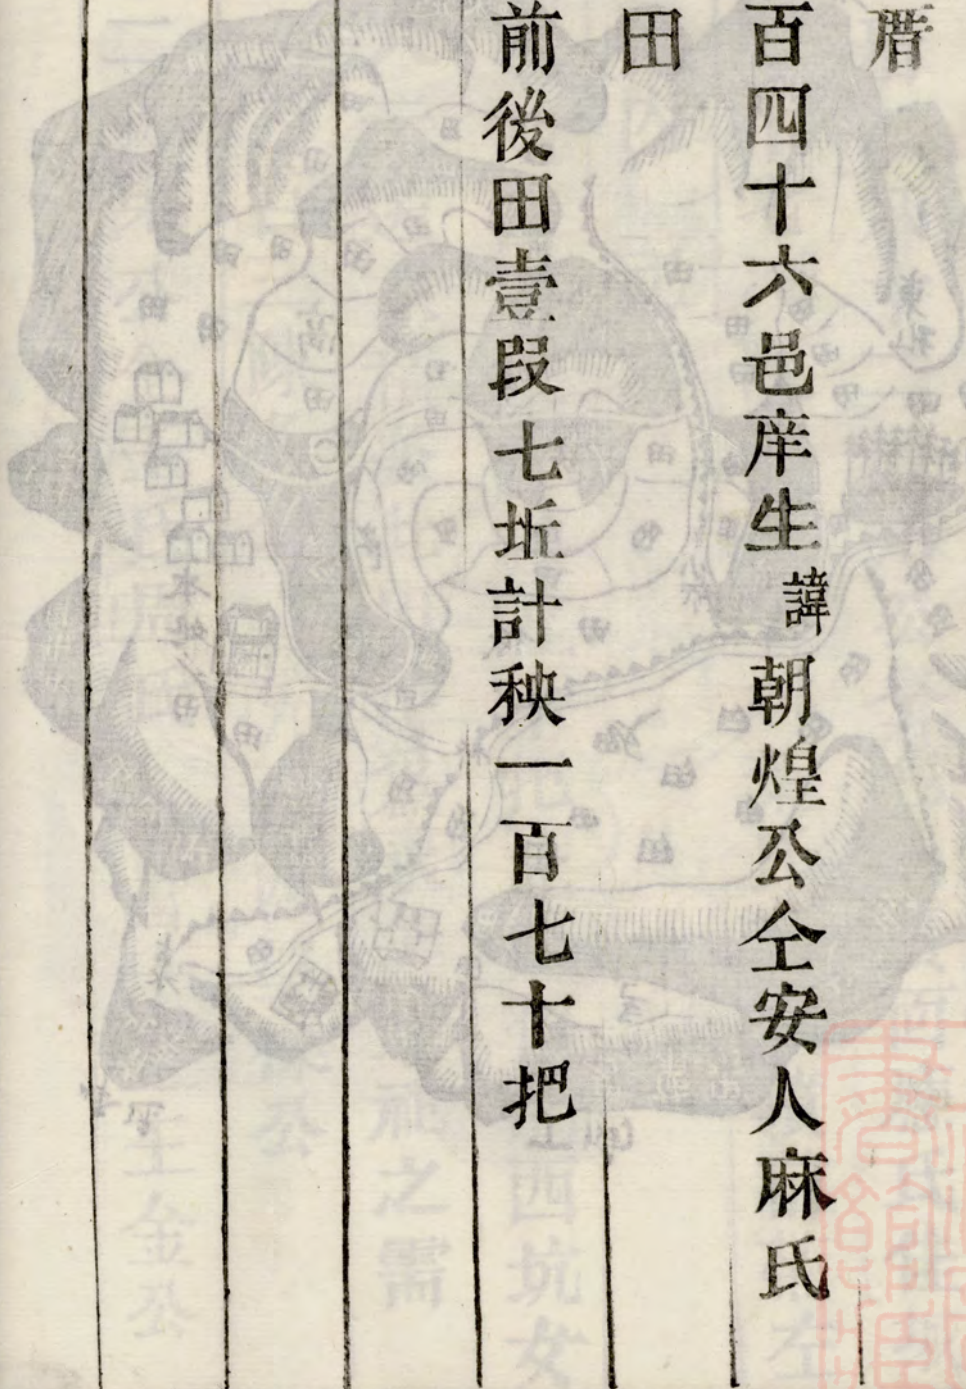 厝
百四十六邑庠生諱朝煌公仝安人麻氏
田
前後田壹段七坵計秧一百七十把